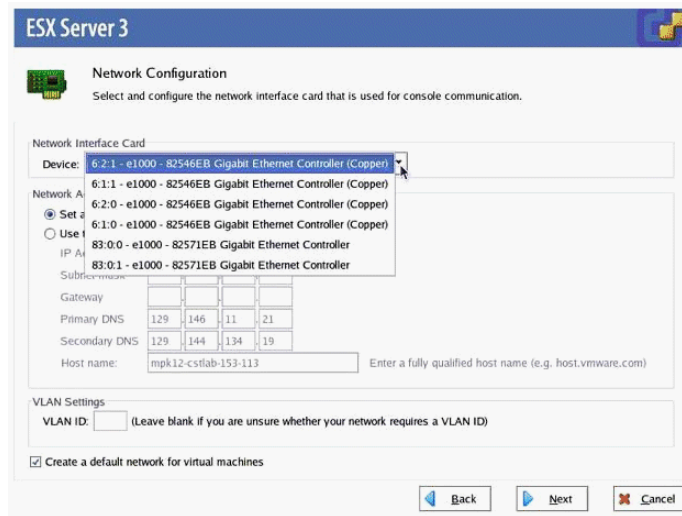 ESX Server 3
Network Configuration
Select and configure the network interface card that is used for console communication.
Network Interface Card
Device: 6:2:1 - e1000 - 82546EB Gigabit Ethernet Controller (Copper)
6:1:1 - e1000 - 82546EB Gigabit Ethernet Controller (Copper)
Network A
6:2:0 - e1000 - 82546EB Gigabit Ethernet Controller (Copper)
Set a
6:1:0 - e1000 - 82546EB Gigabit Ethernet Controller (Copper)
Use
83:0:0 - e1000 - 82571EB Gigabit Ethernet Controller
IP A
83:0:1 - e1000 - 82571EB Gigabit Ethernet Controller
Subnet mask
Gateway . . .
Primary DNS 129 . 146 . 11 . 21
Secondary DNS 129 . 144 . 134 . 19
Host name: mpk12-cstlab-153-113 Enter a fully qualified host name (e.g. host.vmware.com)
VLAN Settings
VLAN ID: (Leave blank if you are unsure whether your network requires a VLAN ID)
Create a default network for virtual machines
Back Next Cancel